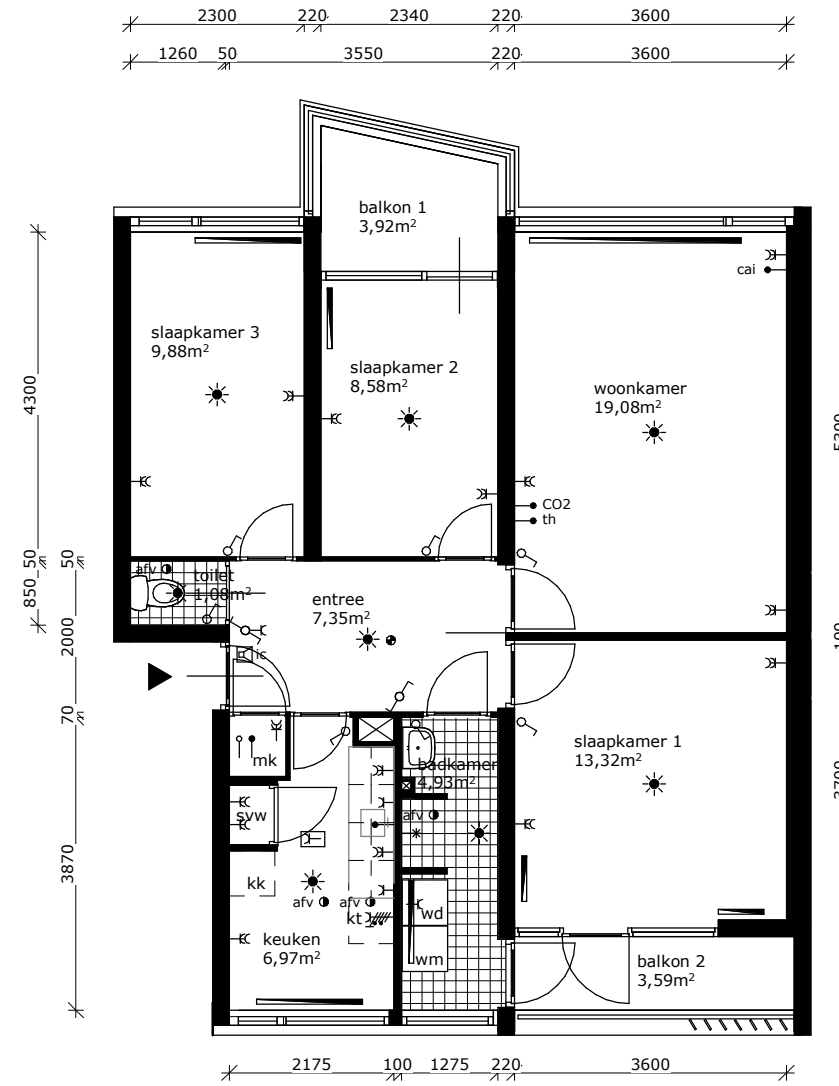 2300 220 2340 220 3600
1260 50 3550 220 3600
balkon 1
3,92m²
cai
slaapkamer 3
9,88m²
slaapkamer 2
8,58m²
woonkamer
19,08m²
4300
5300
CO2
th
50
50
850
afv
toilet
1,08m²
entree
7,35m²
2000
100
ic
70
slaapkamer 1
13,32m²
mk
badkamer
4,93m²
3700
svw
afv
3870
kk
afv
afv
kt
wd
keuken
6,97m²
wm
balkon 2
3,59m²
2175 100 1275 220 3600